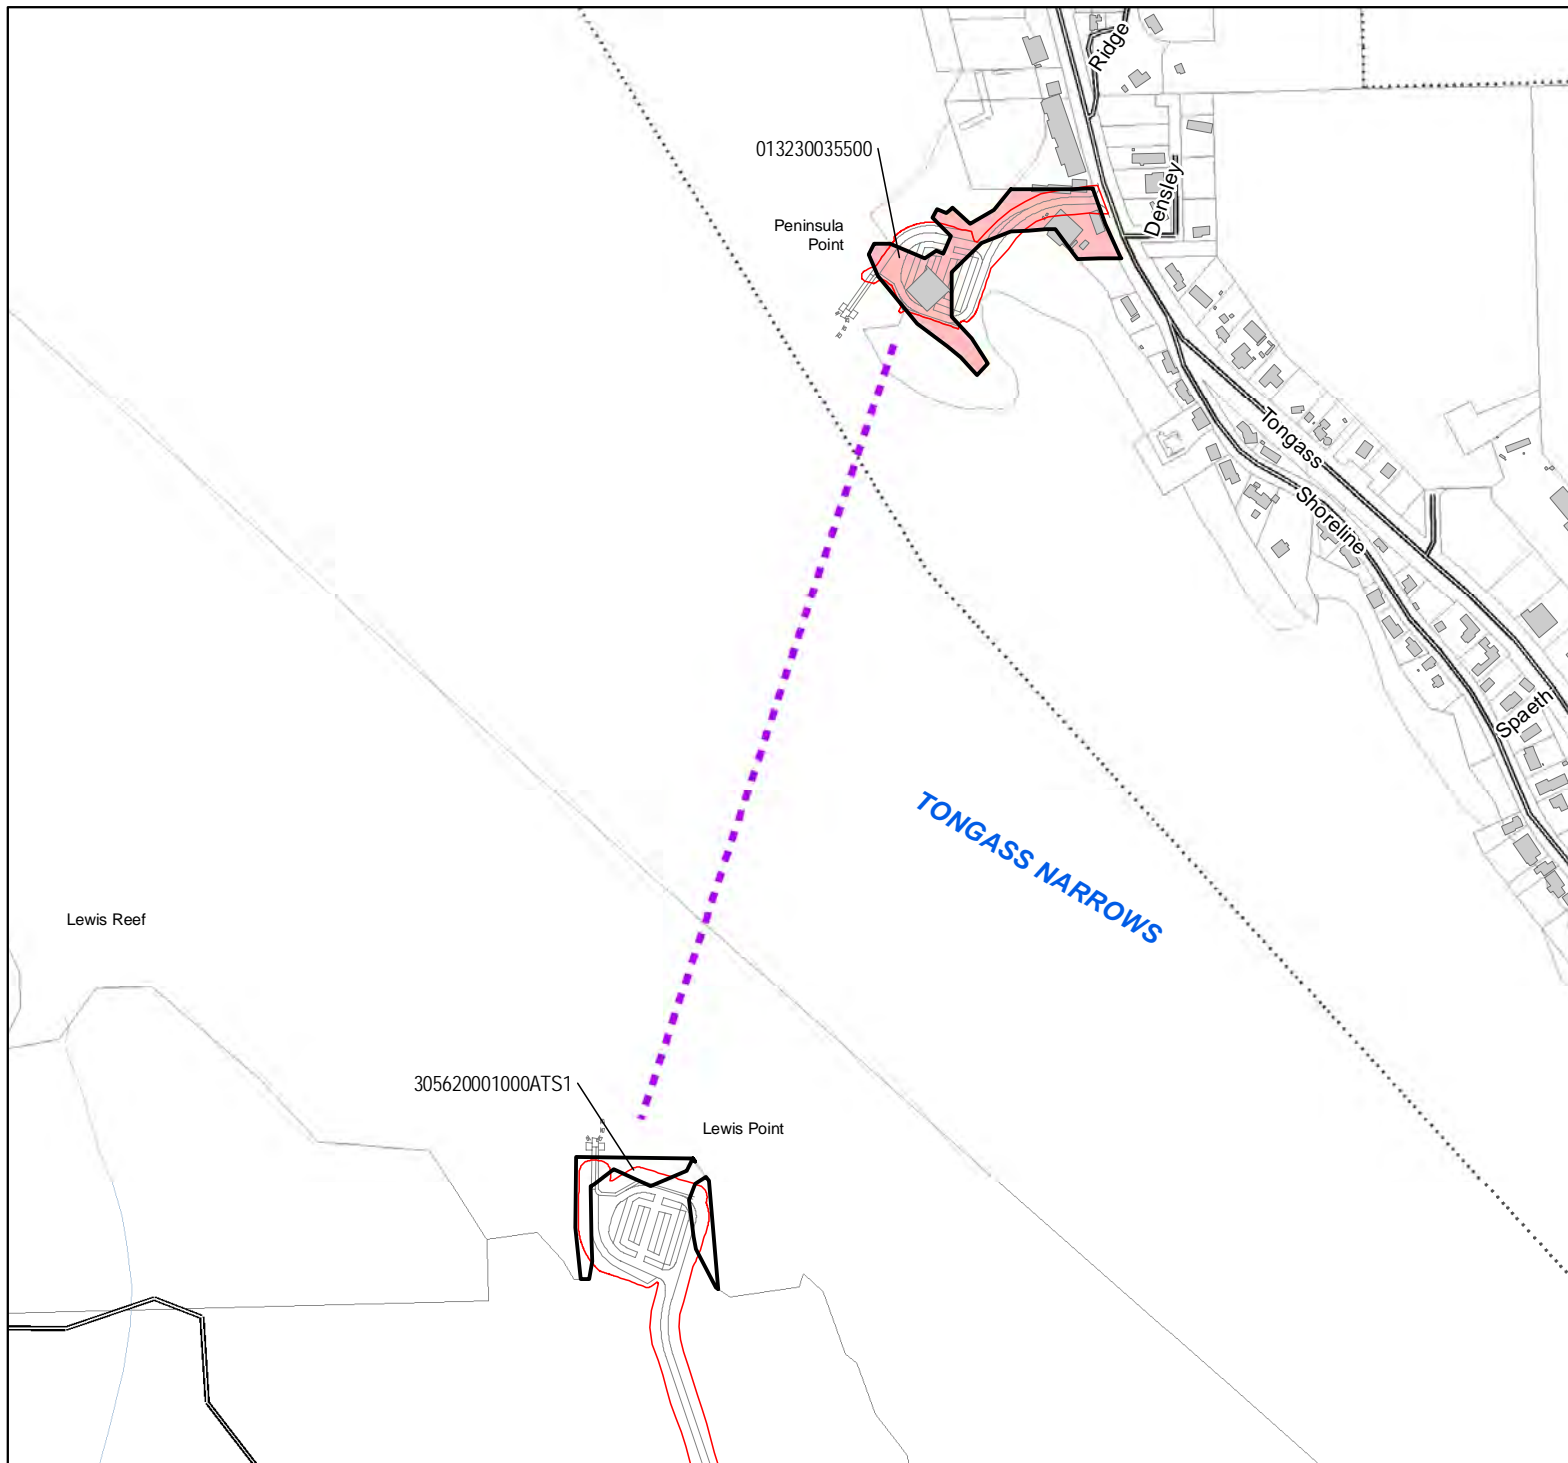 Ridge
013230035500
Densley
Peninsula
Point
Tongass
Shoreline
Spaeth
TONGASS NARROWS
Lewis Reef
305620001000ATS1
Lewis Point